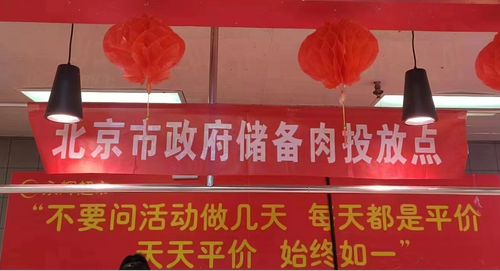 北京市政府储备肉投放点
“不要问活动做几天 每天都是平价
天天平价 始终如一”